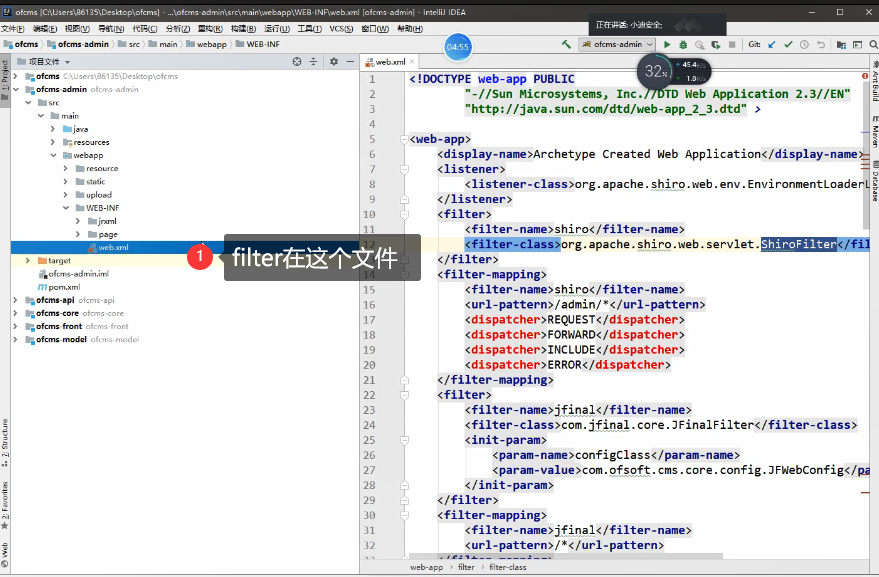 ofcms [C:\Users\86135\Desktop\ofcms] - ...\ofcms-admin\src\main\webapp\WEB-INF\web.xml [ofcms-admin] - IntelliJ IDEA
正在讲话: 小迪安全;
文件(F) 编辑(E) 视图(V) 导航(N) 代码(C) 分析(Z) 重构(R) 构建(B) 运行(U) 工具(T) VCS(S) 窗口(W) 帮助(H)
ofcms ofcms-admin src main webapp WEB-INF
04:55
ofcms-admin
Git:
32%
45.4k/s
1.8k/s
项目文件
web.xml
1: Project
ofcms C:\Users\86135\Desktop\ofcms
ofcms-admin ofcms-admin
src
main
java
resources
webapp
resource
static
upload
WEB-INF
jrxml
page
web.xml
target
ofcms-admin.iml
pom.xml
ofcms-api ofcms-api
ofcms-core ofcms-core
ofcms-front ofcms-front
ofcms-model ofcms-model
1
filter在这个文件
1 <!DOCTYPE web-app PUBLIC
2 "-//Sun Microsystems, Inc.//DTD Web Application 2.3//EN"
3 "http://java.sun.com/dtd/web-app_2_3.dtd" >
4
5 <web-app>
6 <display-name>Archetype Created Web Application</display-name>
7 <listener>
8 <listener-class>org.apache.shiro.web.env.EnvironmentLoaderL
9 </listener>
10 <filter>
11 <filter-name>shiro</filter-name>
12 <filter-class>org.apache.shiro.web.servlet.ShiroFilter</fil
</filter>
14 <filter-mapping>
15 <filter-name>shiro</filter-name>
16 <url-pattern>/admin/*</url-pattern>
17 <dispatcher>REQUEST</dispatcher>
18 <dispatcher>FORWARD</dispatcher>
19 <dispatcher>INCLUDE</dispatcher>
20 <dispatcher>ERROR</dispatcher>
21 </filter-mapping>
22 <filter>
23 <filter-name>jfinal</filter-name>
24 <filter-class>com.jfinal.core.JFinalFilter</filter-class>
25 <init-param>
26 <param-name>configClass</param-name>
27 <param-value>com.ofsoft.cms.core.config.JFWebConfig</pa
28 </init-param>
29 </filter>
30 <filter-mapping>
31 <filter-name>jfinal</filter-name>
32 <url-pattern>/*</url-pattern>
33 </filter-mapping>
web-app filter filter-class
Ant Build
Maven
Database
7: Structure
2: Favorites
Web